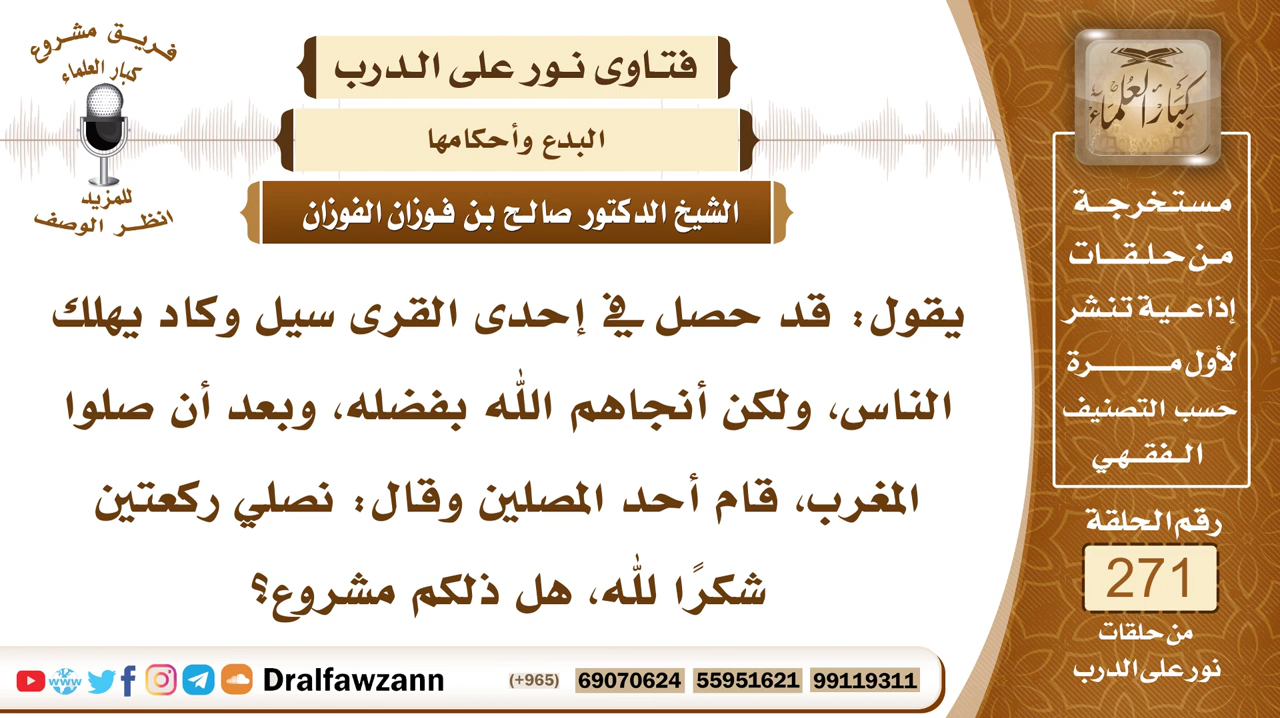 فريق مشروع
كبار العلماء
للمزيد
انظر الوصف
فتاوى نور على الدرب
البدع وأحكامها
الشيخ الدكتور صالح بن فوزان الفوزان
يقول: قد حصل في إحدى القرى سيل وكاد يهلك
الناس، ولكن أنجاهم الله بفضله، وبعد أن صلوا
المغرب، قام أحد المصلين وقال: نصلي ركعتين
شكرًا لله، هل ذلكم مشروع؟
كبار العلماء
مستخرجة
من حلقات
إذاعية تنشر
لأول مرة
حسب التصنيف
الفقهي
رقم الحلقة
271
من حلقات
نور على الدرب
www Dralfawzann (+965) 69070624 55951621 99119311